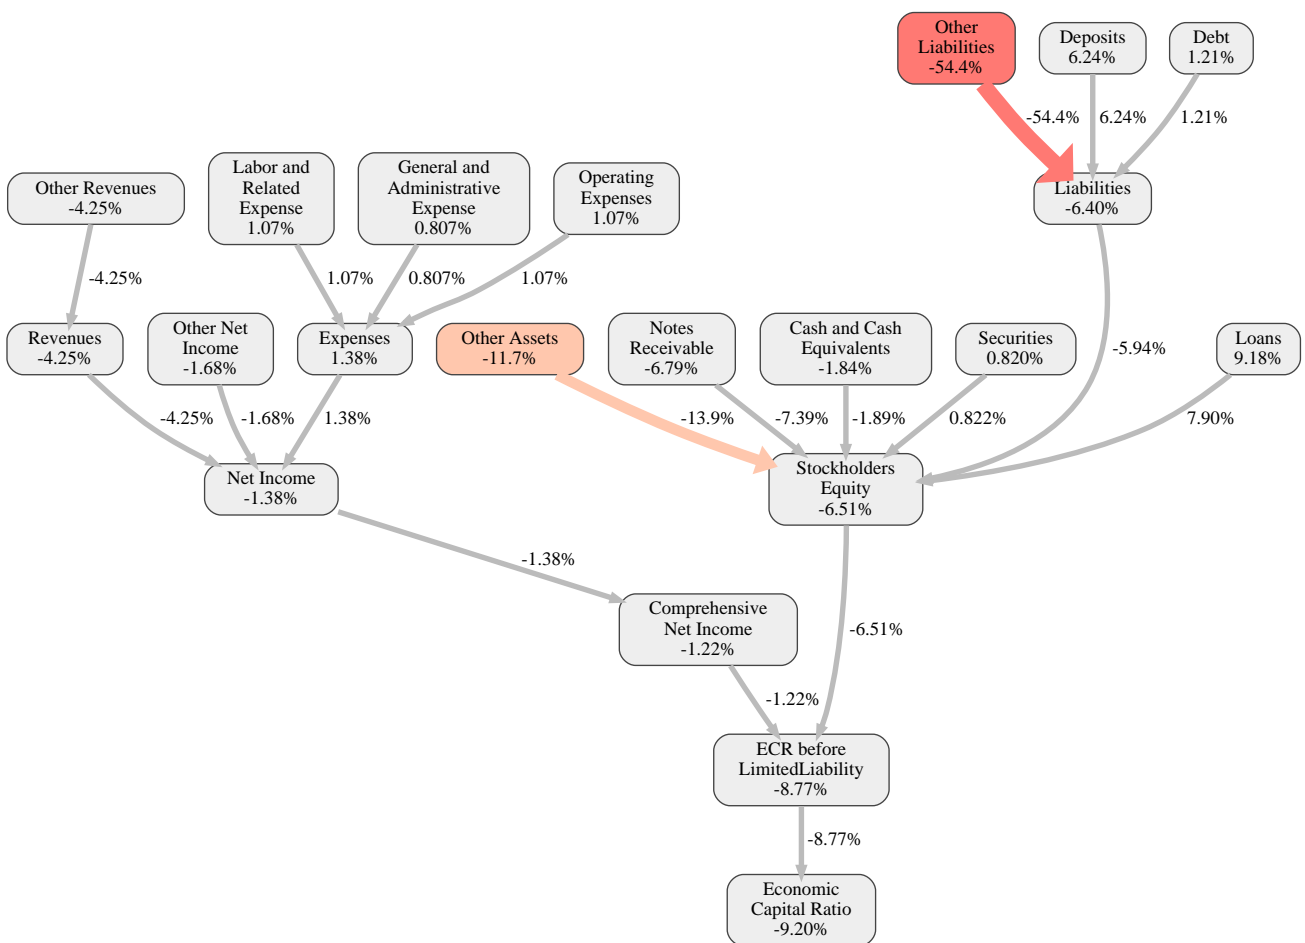 Other
Liabilities
-54.4%
Deposits
6.24%
Debt
1.21%
-54.4%
6.24%
1.21%
Other Revenues
-4.25%
Labor and
Related
Expense
1.07%
General and
Administrative
Expense
0.807%
Operating
Expenses
1.07%
Liabilities
-6.40%
-4.25%
1.07%
0.807%
1.07%
Revenues
-4.25%
Other Net
Income
-1.68%
Expenses
1.38%
Other Assets
-11.7%
Notes
Receivable
-6.79%
Cash and Cash
Equivalents
-1.84%
Securities
0.820%
-5.94%
Loans
9.18%
-4.25%
-1.68%
1.38%
-13.9%
-7.39%
-1.89%
0.822%
7.90%
Net Income
-1.38%
Stockholders
Equity
-6.51%
-1.38%
Comprehensive
Net Income
-1.22%
-6.51%
-1.22%
ECR before
LimitedLiability
-8.77%
-8.77%
Economic
Capital Ratio
-9.20%